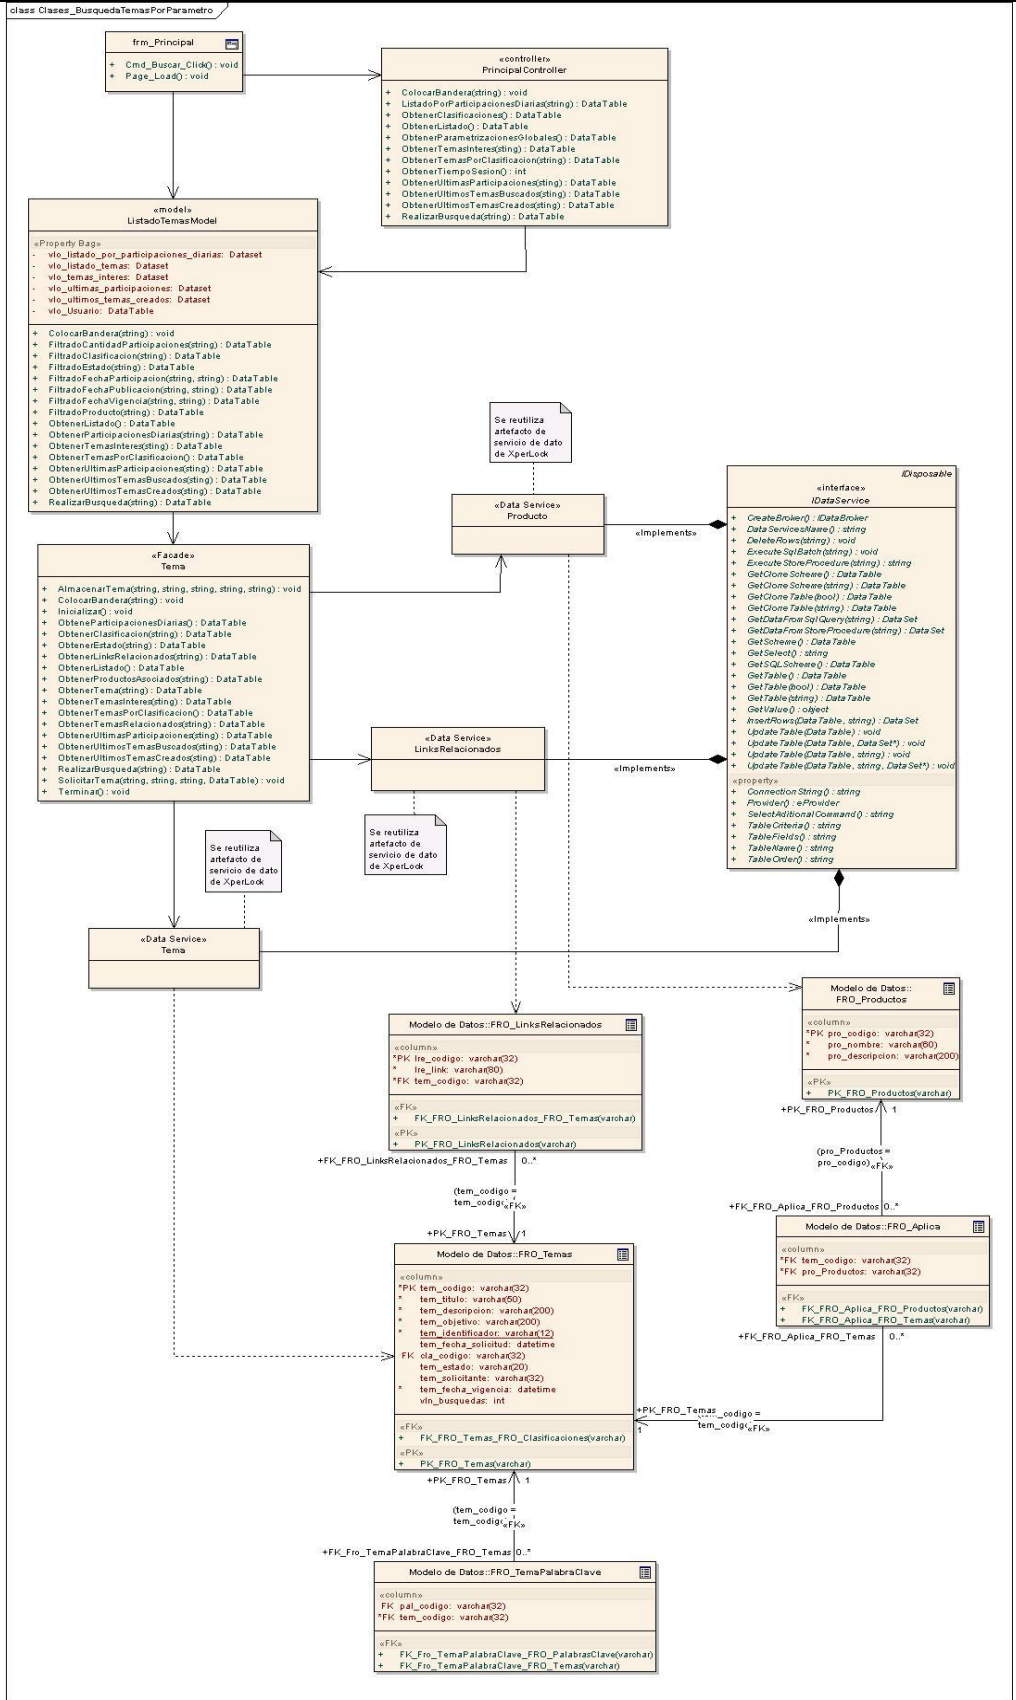 class Clases_BusquedaTemasPorParametro
frm_Principal
+ Cmd_Buscar_Click() : void
+ Page_Load() : void
«controller»
PrincipalController
+ ColocarBandera(string) : void
+ ListadoPorParticipacionesDiarias(string) : DataTable
+ ObtenerClasificaciones() : DataTable
+ ObtenerListado() : DataTable
+ ObtenerParametrizacionesGlobales() : DataTable
+ ObtenerTemasInteres(sting) : DataTable
+ ObtenerTemasPorClasificacion(string) : DataTable
+ ObtenerTiempoSesion() : int
+ ObtenerUltimasParticipaciones(sting) : DataTable
+ ObtenerUltimosTemasBuscados(sting) : DataTable
+ ObtenerUltimosTemasCreados(sting) : DataTable
+ RealizarBusqueda(string) : DataTable
«model»
ListadoTemasModel
«Property Bag»
- vlo_listado_por_participaciones_diarias: Dataset
- vlo_listado_temas: Dataset
- vlo_temas_interes: Dataset
- vlo_ultimas_participaciones: Dataset
- vlo_ultimos_temas_creados: Dataset
- vlo_Usuario: DataTable
+ ColocarBandera(string) : void
+ FiltradoCantidadParticipaciones(string) : DataTable
+ FiltradoClasificacion(string) : DataTable
+ FiltradoEstado(string) : DataTable
+ FiltradoFechaParticipacion(string, string) : DataTable
+ FiltradoFechaPublicacion(string, string) : DataTable
+ FiltradoFechaVigencia(string, string) : DataTable
+ FiltradoProducto(string) : DataTable
+ ObtenerListado() : DataTable
+ ObtenerParticipacionesDiarias(string) : DataTable
+ ObtenerTemasInteres(sting) : DataTable
+ ObtenerTemasPorClasificacion() : DataTable
+ ObtenerUltimasParticipaciones(sting) : DataTable
+ ObtenerUltimosTemasBuscados(sting) : DataTable
+ ObtenerUltimosTemasCreados(sting) : DataTable
+ RealizarBusqueda(string) : DataTable
Se reutiliza
artefacto de
servicio de dato
de XperLock
«Data Service»
Producto
«Implements»
IDisposable
«interface»
IDataService
+ CreateBroker() : IDataBroker
+ DataServicesName() : string
+ DeleteRows(string) : void
+ ExecuteSqlBatch(string) : void
+ ExecuteStoreProcedure(string) : string
+ GetCloneScheme() : DataTable
+ GetCloneScheme(string) : DataTable
+ GetCloneTable(bool) : DataTable
+ GetCloneTable(string) : DataTable
+ GetDataFromSqlQuery(string) : DataSet
+ GetDataFromStoreProcedure(string) : DataSet
+ GetScheme() : DataTable
+ GetSelect() : string
+ GetSQLScheme() : DataTable
+ GetTable() : DataTable
+ GetTable(bool) : DataTable
+ GetTable(string) : DataTable
+ GetValue() : object
+ InsertRows(DataTable, string) : DataSet
+ UpdateTable(DataTable) : void
+ UpdateTable(DataTable, DataSet*) : void
+ UpdateTable(DataTable, string) : void
+ UpdateTable(DataTable, string, DataSet*) : void
«property»
+ ConnectionString() : string
+ Provider() : eProvider
+ SelectAditionalCommand() : string
+ TableCriteria() : string
+ TableFields() : string
+ TableName() : string
+ TableOrder() : string
«Facade»
Tema
+ AlmacenarTema(string, string, string, string, string) : void
+ ColocarBandera(string) : void
+ Inicializar() : void
+ ObteneParticipacionesDiarias() : DataTable
+ ObtenerClasificacion(string) : DataTable
+ ObtenerEstado(string) : DataTable
+ ObtenerLinksRelacionados(string) : DataTable
+ ObtenerListado() : DataTable
+ ObtenerProductosAsociados(string) : DataTable
+ ObtenerTema(string) : DataTable
+ ObtenerTemasInteres(sting) : DataTable
+ ObtenerTemasPorClasificacion() : DataTable
+ ObtenerTemasRelacionados(string) : DataTable
+ ObtenerUltimasParticipaciones(sting) : DataTable
+ ObtenerUltimosTemasBuscados(sting) : DataTable
+ ObtenerUltimosTemasCreados(sting) : DataTable
+ RealizarBusqueda(string) : DataTable
+ SolicitarTema(string, string, string, DataTable) : void
+ Terminar() : void
«Data Service»
LinksRelacionados
«Implements»
Se reutiliza
artefacto de
servicio de dato
de XperLock
Se reutiliza
artefacto de
servicio de dato
de XperLock
«Data Service»
Tema
«Implements»
Modelo de Datos::
FRO_Productos
«column»
*PK pro_codigo: varchar(32)
* pro_nombre: varchar(60)
* pro_descripcion: varchar(200)
«PK»
+ PK_FRO_Productos(varchar)
+PK_FRO_Productos 1
(pro_Productos =
pro_codigo)
«FK»
+FK_FRO_Aplica_FRO_Productos 0..*
Modelo de Datos::FRO_LinksRelacionados
«column»
*PK lre_codigo: varchar(32)
* lre_link: varchar(80)
*FK tem_codigo: varchar(32)
«FK»
+ FK_FRO_LinksRelacionados_FRO_Temas(varchar)
«PK»
+ PK_FRO_LinksRelacionados(varchar)
+FK_FRO_LinksRelacionados_FRO_Temas 0..*
(tem_codigo =
tem_codigo
«FK»
+PK_FRO_Temas 1
Modelo de Datos::FRO_Aplica
«column»
*FK tem_codigo: varchar(32)
*FK pro_Productos: varchar(32)
«FK»
+ FK_FRO_Aplica_FRO_Productos(varchar)
+ FK_FRO_Aplica_FRO_Temas(varchar)
+FK_FRO_Aplica_FRO_Temas 0..*
Modelo de Datos::FRO_Temas
«column»
*PK tem_codigo: varchar(32)
* tem_titulo: varchar(50)
* tem_descripcion: varchar(200)
* tem_objetivo: varchar(200)
* tem_identificador: varchar(12)
tem_fecha_solicitud: datetime
FK cla_codigo: varchar(32)
tem_estado: varchar(20)
tem_solicitante: varchar(32)
* tem_fecha_vigencia: datetime
vln_busquedas: int
«FK»
+ FK_FRO_Temas_FRO_Clasificaciones(varchar)
«PK»
+ PK_FRO_Temas(varchar)
+PK_FRO_Temas
1
_codigo =
tem_codigo
«FK»
+PK_FRO_Temas 1
(tem_codigo =
tem_codigo
«FK»
+FK_Fro_TemaPalabraClave_FRO_Temas 0..*
Modelo de Datos::FRO_TemaPalabraClave
«column»
FK pal_codigo: varchar(32)
*FK tem_codigo: varchar(32)
«FK»
+ FK_Fro_TemaPalabraClave_FRO_PalabrasClave(varchar)
+ FK_Fro_TemaPalabraClave_FRO_Temas(varchar)